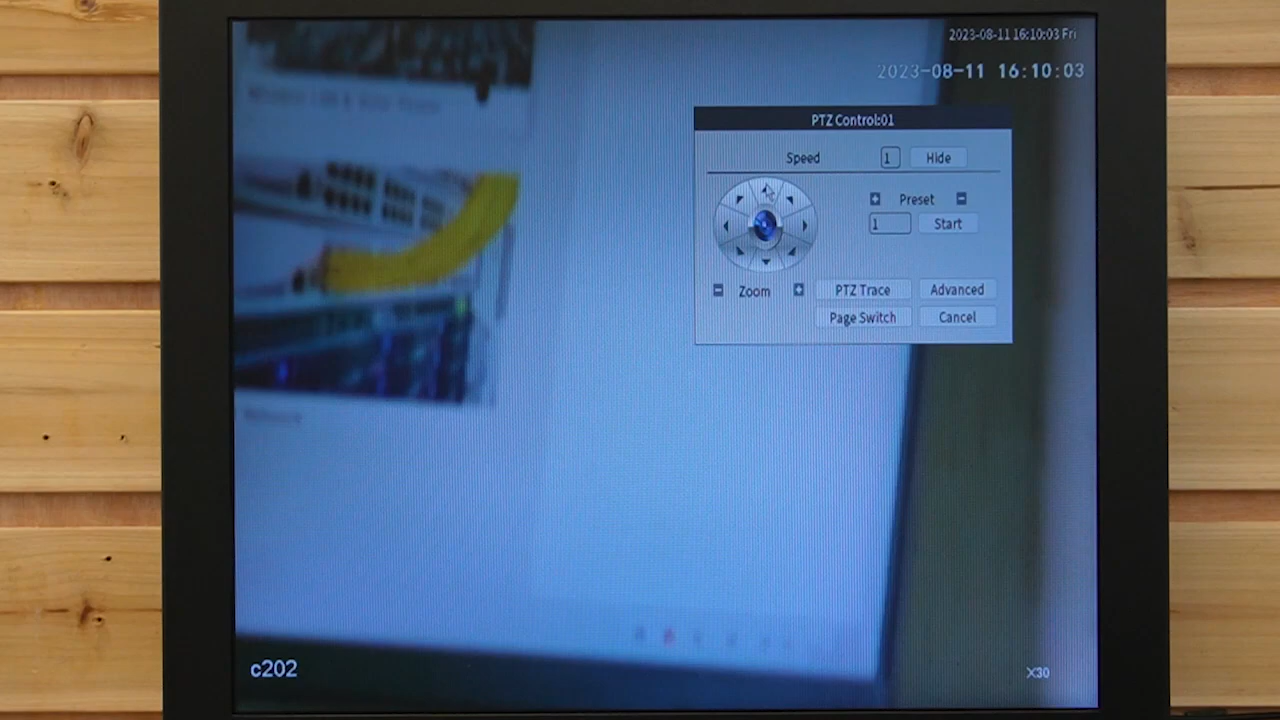 2023-08-11 16:10:03 Fri
2023-08-11 16:10:03
PTZ Control:01
Speed 1 Hide
Preset
1 Start
Zoom PTZ Trace Advanced
Page Switch Cancel
c202 X30